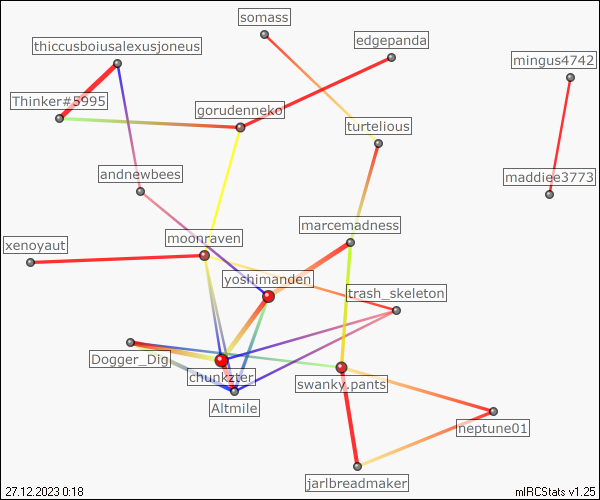 somass
thiccusboiusalexusjoneus
edgepanda
mingus4742
Thinker#5995
gorudenneko
turtelious
andnewbees
maddiee3773
marcemadness
moonraven
xenoyaut
yoshimanden
trash_skeleton
Dogger_Dig
chunkzter
swanky.pants
Altmile
neptune01
jarlbreadmaker
27.12.2023 0:18
mIRCStats v1.25